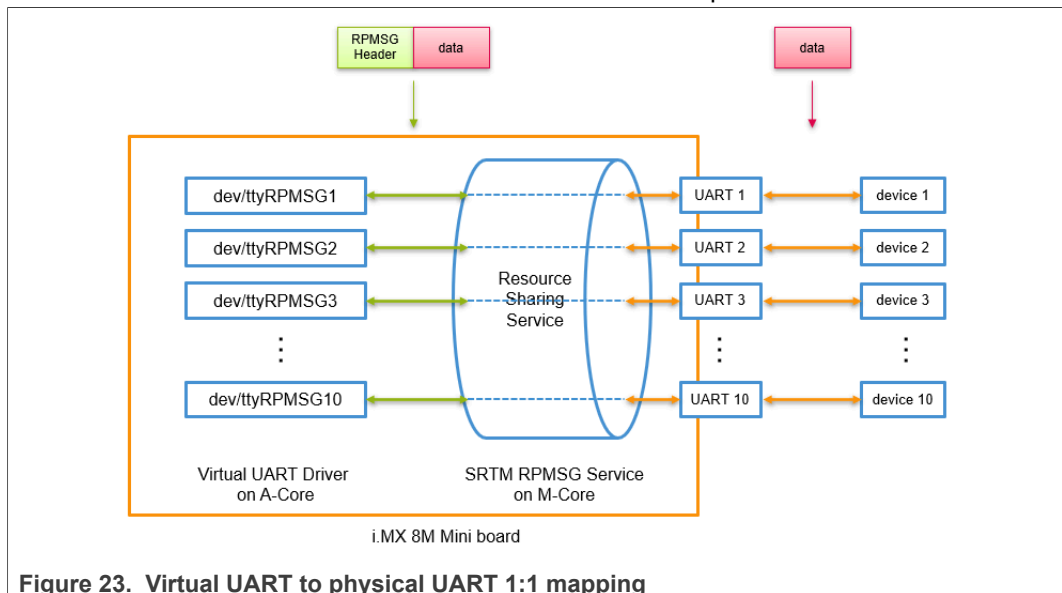 RPMSG
Header
data
data
dev/ttyRPMSG1
UART 1
device 1
dev/ttyRPMSG2
UART 2
device 2
Resource
Sharing
Service
dev/ttyRPMSG3
UART 3
device 3
dev/ttyRPMSG10
UART 10
device 10
Virtual UART Driver
on A-Core
SRTM RPMSG Service
on M-Core
i.MX 8M Mini board
Figure 23. Virtual UART to physical UART 1:1 mapping